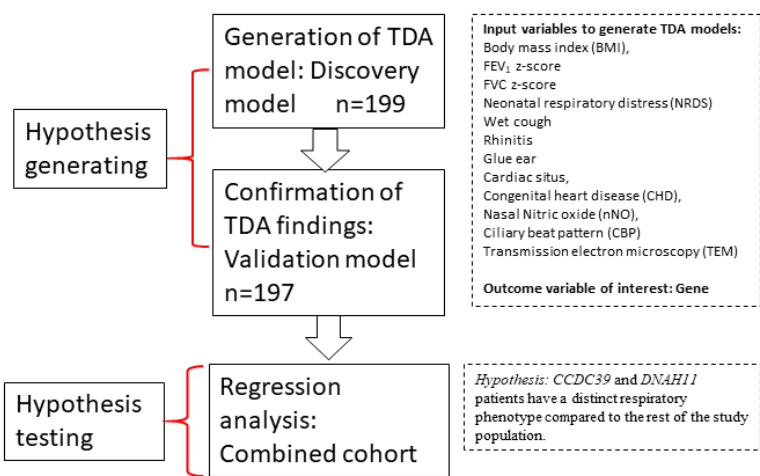 Generation of TDA
model: Discovery
model n=199
Hypothesis
generating
Confirmation of
TDA findings:
Validation model
n=197
Input variables to generate TDA models:
Body mass index (BMI),
FEV₁ z-score
FVC z-score
Neonatal respiratory distress (NRDS)
Wet cough
Rhinitis
Glue ear
Cardiac situs,
Congenital heart disease (CHD),
Nasal Nitric oxide (nNO),
Ciliary beat pattern (CBP)
Transmission electron microscopy (TEM)
Outcome variable of interest: Gene
Hypothesis
testing
Regression
analysis:
Combined cohort
Hypothesis: CCDC39 and DNAH11
patients have a distinct respiratory
phenotype compared to the rest of the study
population.